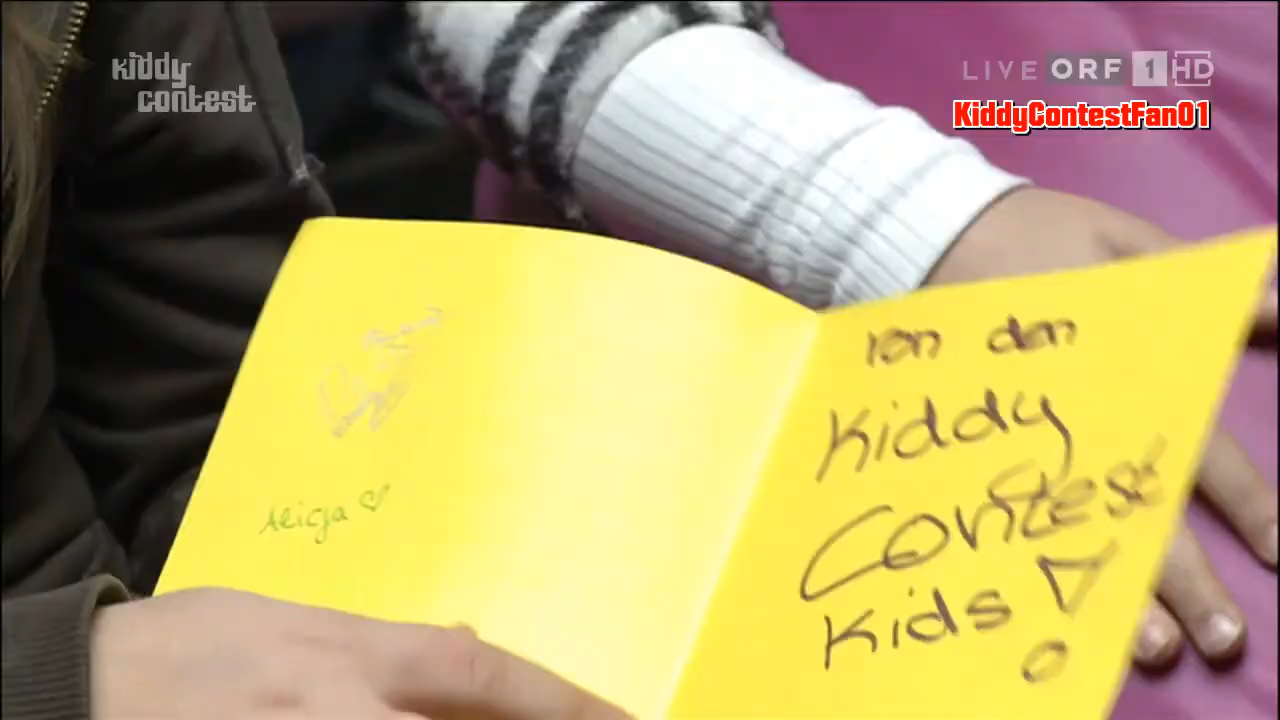 kiddy
contest
LIVE ORF 1 HD
KiddyContestFan01
Alicja ♡
von den
Kiddy
Contest
Kids!